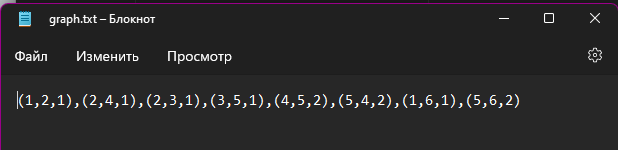 graph.txt – Блокнот
Файл Изменить Просмотр
(1,2,1),(2,4,1),(2,3,1),(3,5,1),(4,5,2),(5,4,2),(1,6,1),(5,6,2)